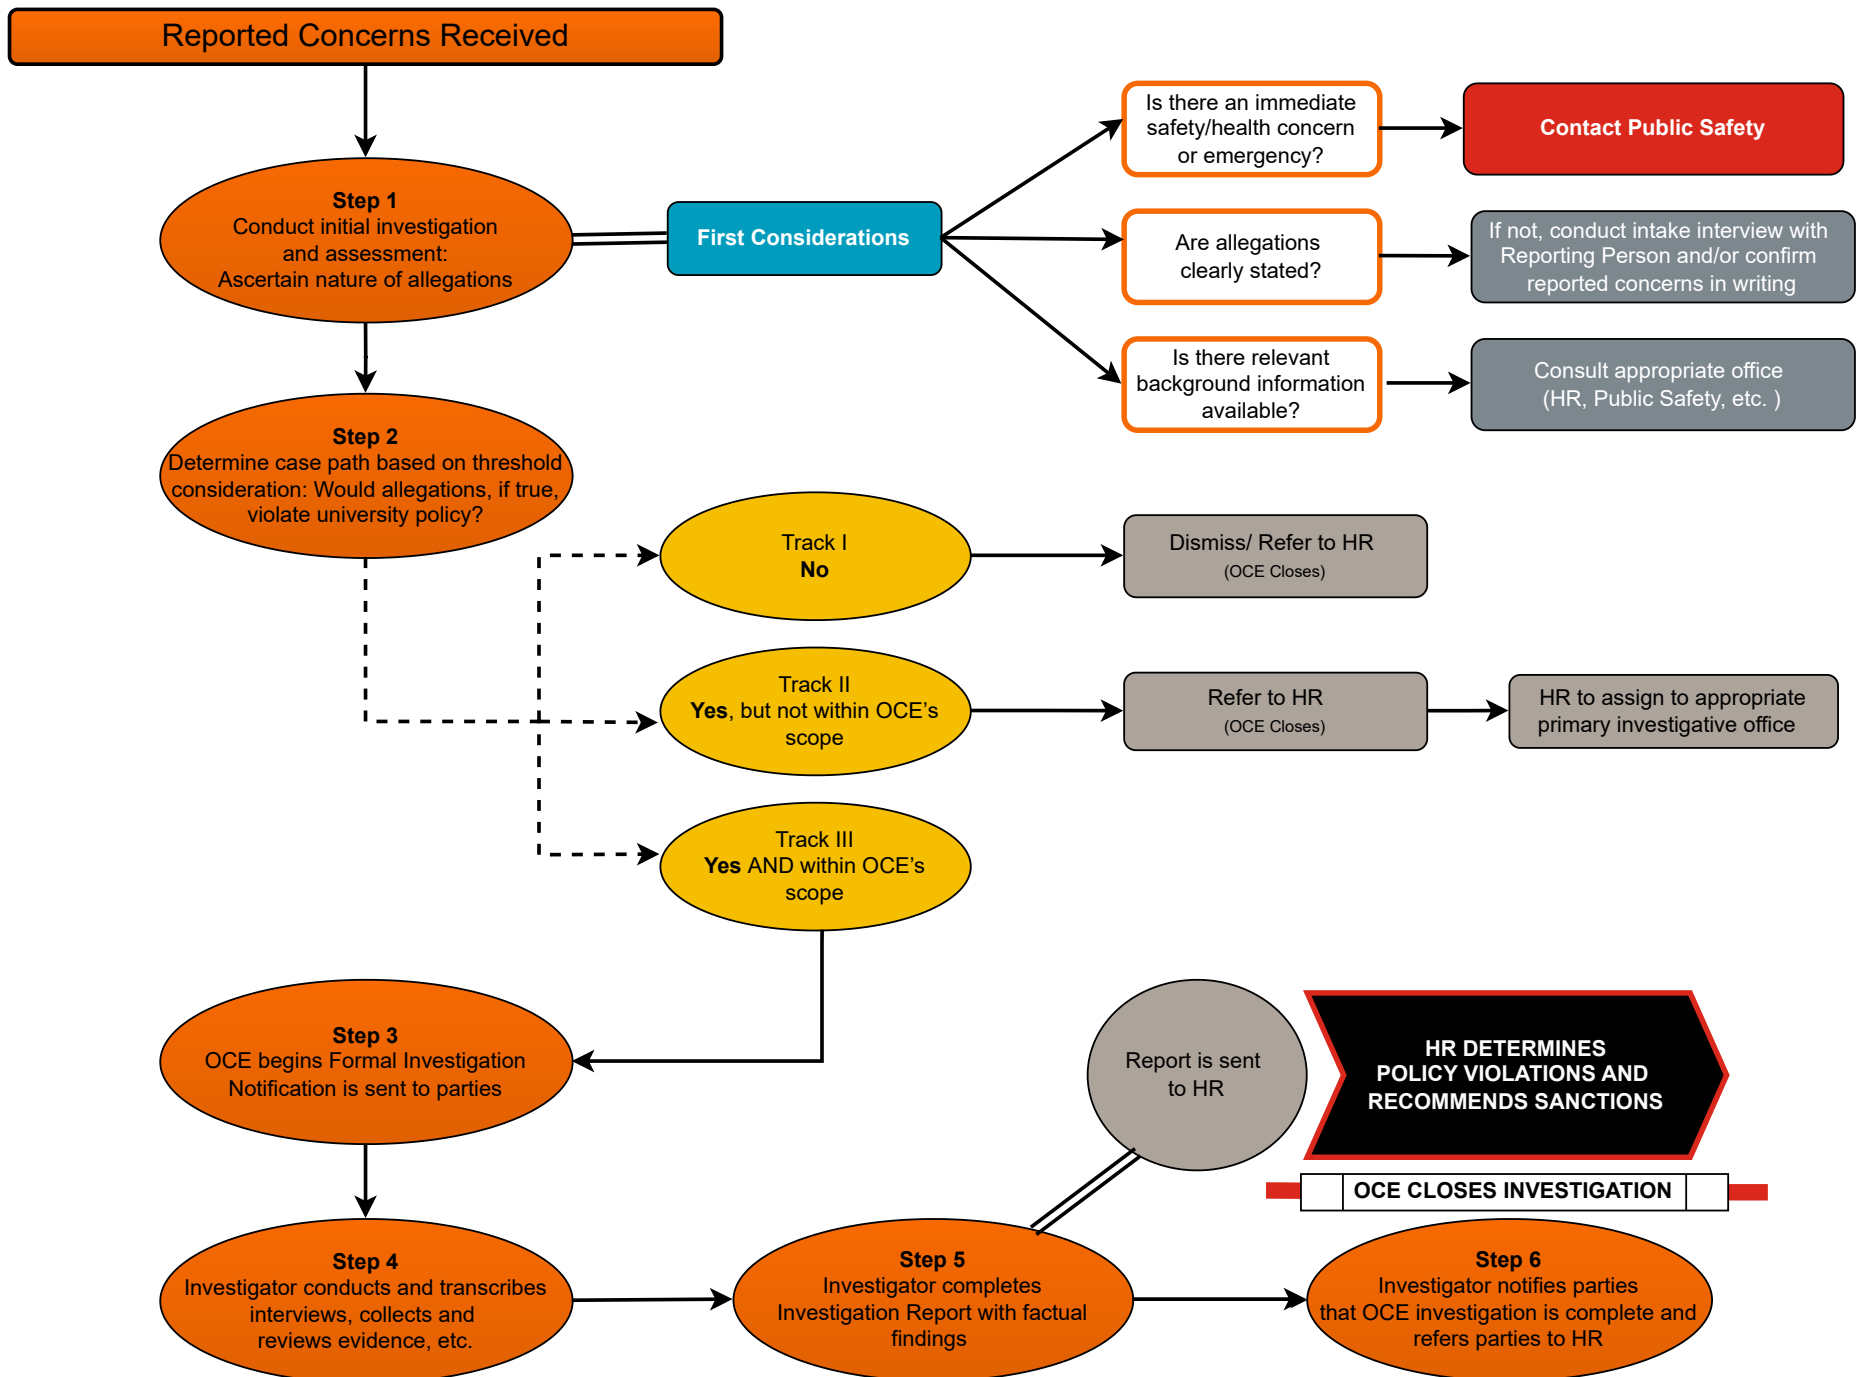 Reported Concerns Received
Step 1
Conduct initial investigation
and assessment:
Ascertain nature of allegations
First Considerations
Is there an immediate
safety/health concern
or emergency?
Contact Public Safety
Are allegations
clearly stated?
If not, conduct intake interview with
Reporting Person and/or confirm
reported concerns in writing
Is there relevant
background information
available?
Consult appropriate office
(HR, Public Safety, etc. )
Step 2
Determine case path based on threshold
consideration: Would allegations, if true,
violate university policy?
Track I
No
Dismiss/ Refer to HR
(OCE Closes)
Track II
Yes, but not within OCE’s
scope
Refer to HR
(OCE Closes)
HR to assign to appropriate
primary investigative office
Track III
Yes AND within OCE’s
scope
Step 3
OCE begins Formal Investigation
Notification is sent to parties
Step 4
Investigator conducts and transcribes
interviews, collects and
reviews evidence, etc.
Step 5
Investigator completes
Investigation Report with factual
findings
Report is sent
to HR
HR DETERMINES
POLICY VIOLATIONS AND
RECOMMENDS SANCTIONS
OCE CLOSES INVESTIGATION
Step 6
Investigator notifies parties
that OCE investigation is complete and
refers parties to HR